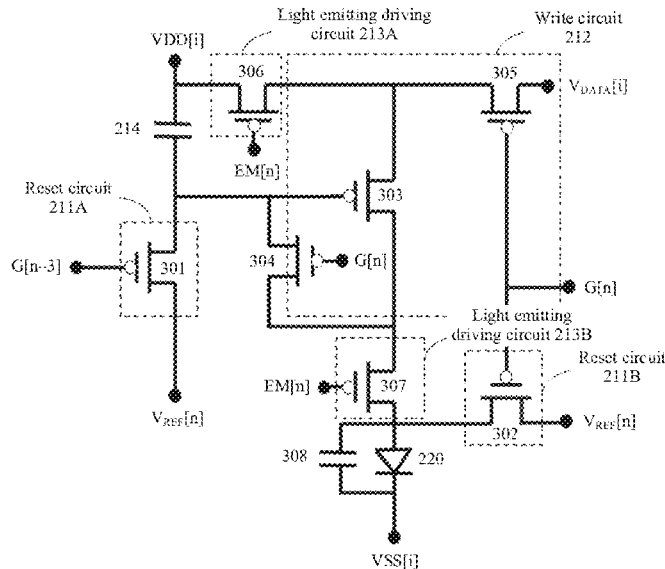 Light emitting driving
circuit 213A
Write circuit
212
VDD[i]
306
305
V_DATA[i]
214
EM[n]
Reset circuit
211A
303
G[n-3]
301
304
G[n]
G[n]
Light emitting
driving circuit 213B
Reset circuit
211B
EM[n]
307
V_REF[n]
302
V_REF[n]
308
220
VSS[i]